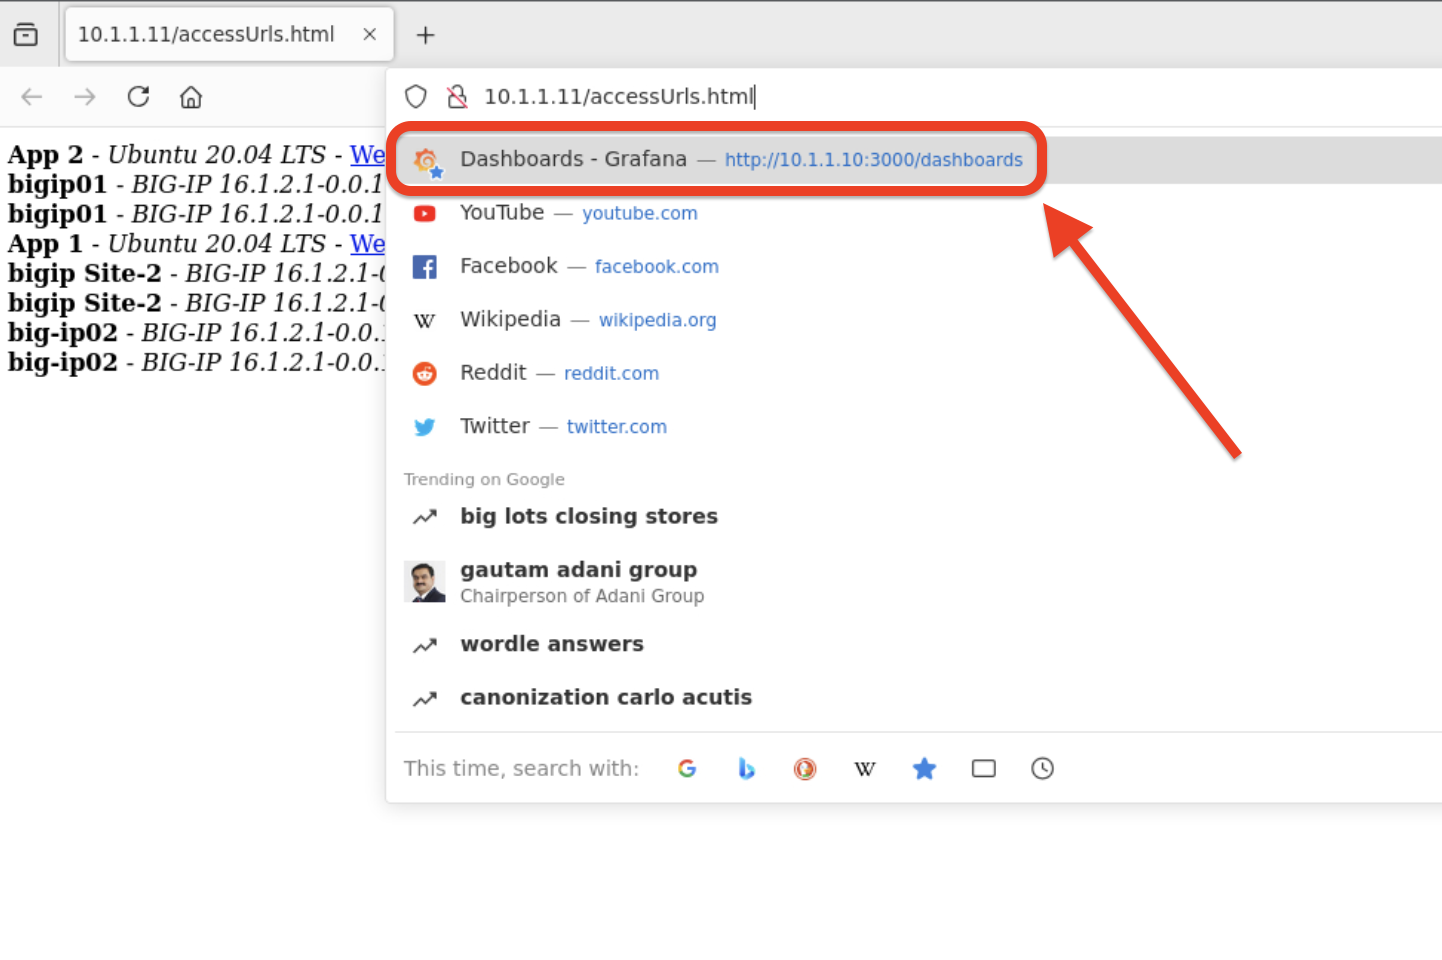 10.1.1.11/accessUrls.html
10.1.1.11/accessUrls.html
App 2 - Ubuntu 20.04 LTS - We
bigip01 - BIG-IP 16.1.2.1-0.0.1
bigip01 - BIG-IP 16.1.2.1-0.0.1
App 1 - Ubuntu 20.04 LTS - We
bigip Site-2 - BIG-IP 16.1.2.1-0
bigip Site-2 - BIG-IP 16.1.2.1-0
big-ip02 - BIG-IP 16.1.2.1-0.0.
big-ip02 - BIG-IP 16.1.2.1-0.0.
Dashboards - Grafana — http://10.1.1.10:3000/dashboards
YouTube — youtube.com
Facebook — facebook.com
W Wikipedia — wikipedia.org
Reddit — reddit.com
Twitter — twitter.com
Trending on Google
big lots closing stores
gautam adani group
Chairperson of Adani Group
wordle answers
canonization carlo acutis
This time, search with: G b W